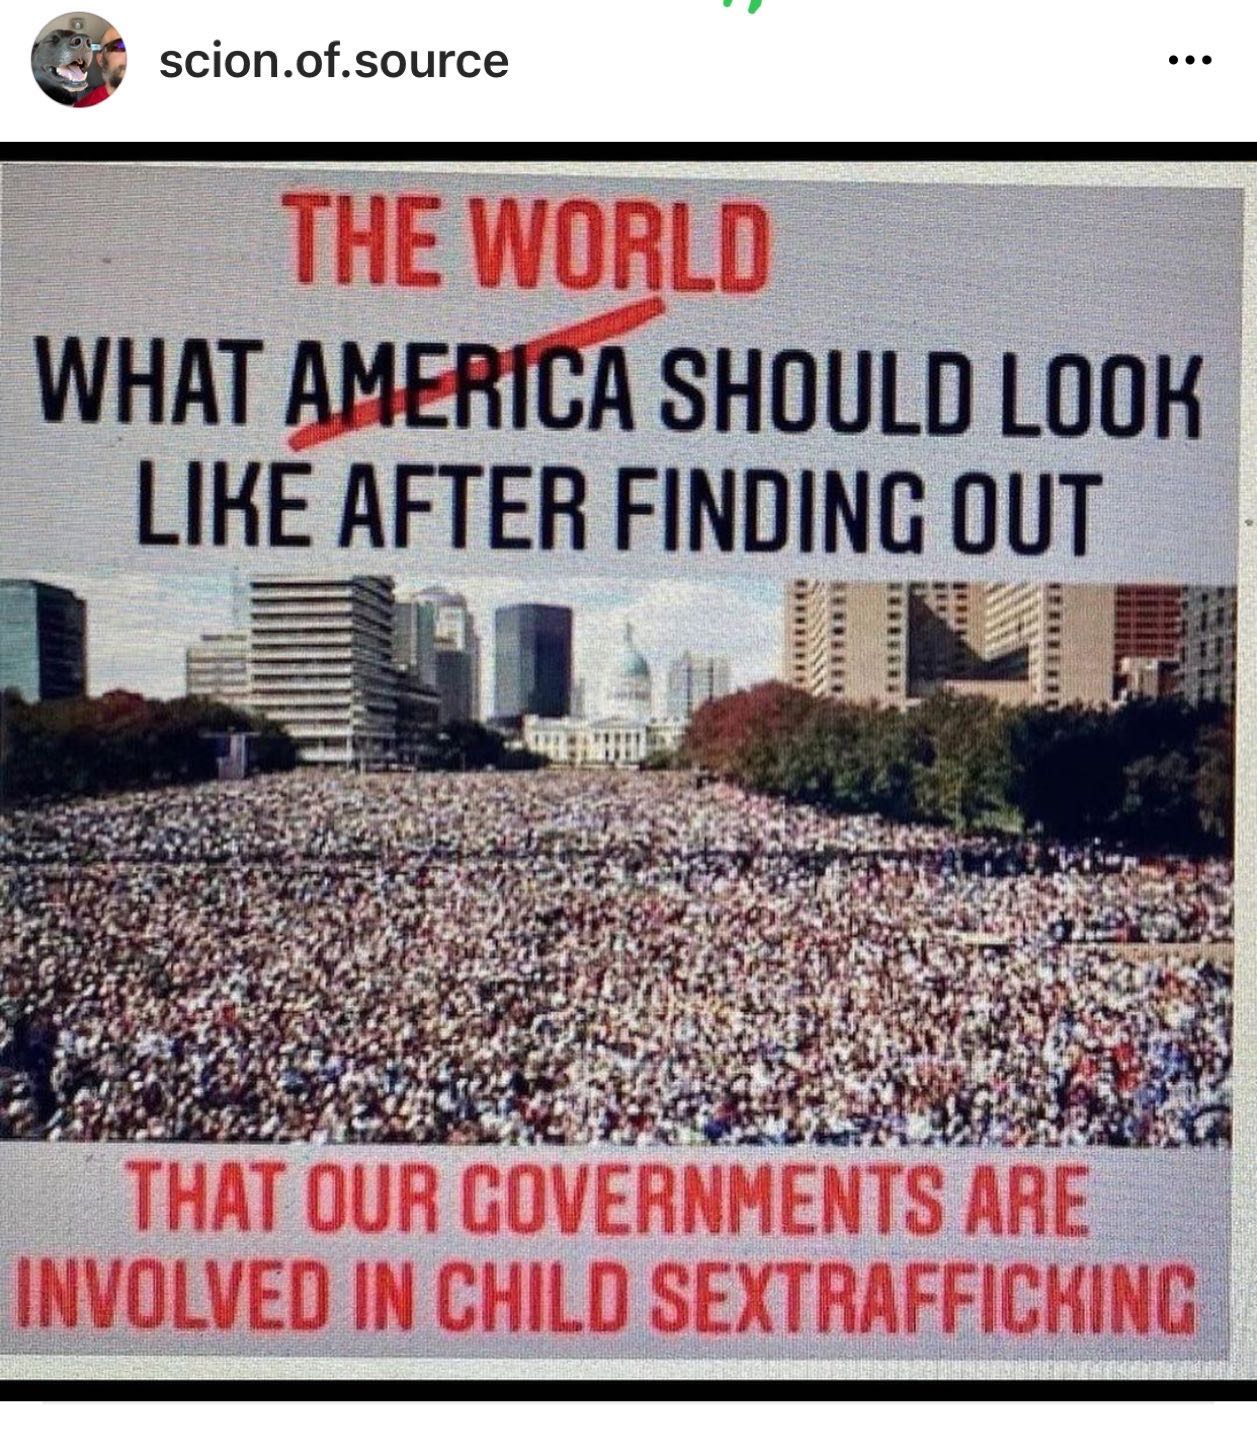 scion.of.source
THE WORLD
WHAT AMERICA SHOULD LOOK
LIKE AFTER FINDING OUT
THAT OUR GOVERNMENTS ARE
INVOLVED IN CHILD SEXTRAFFICKING